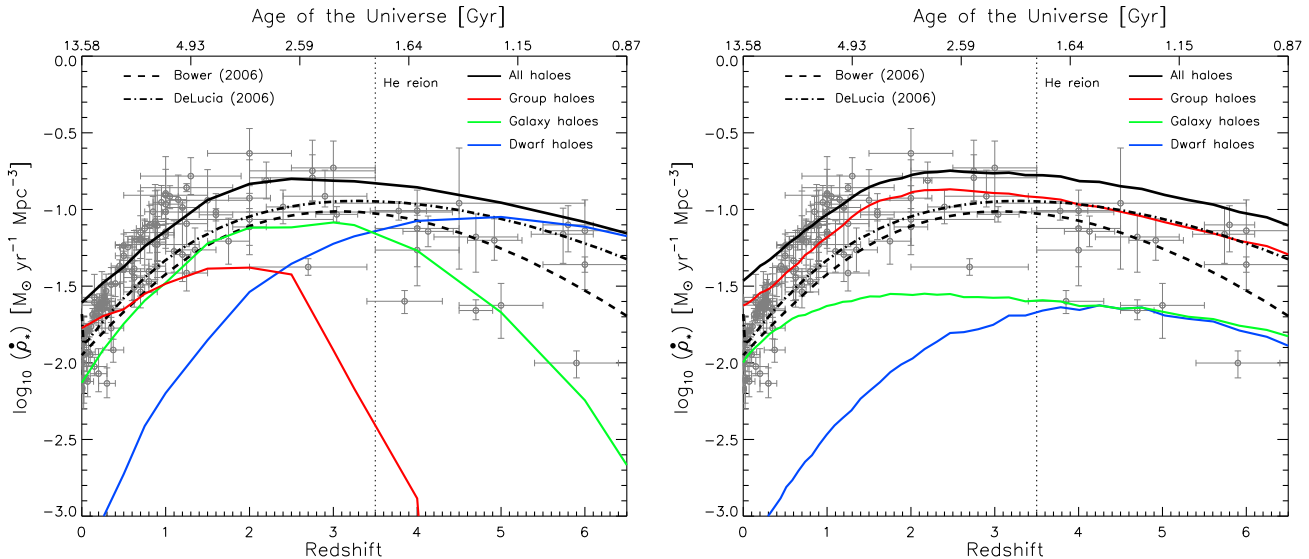 Age of the Universe [Gyr]
13.58 4.93 2.59 1.64 1.15 0.87
0.0
-0.5
-1.0
-1.5
-2.0
-2.5
-3.0
log₁₀ (ρ̇*) [M⊙ yr⁻¹ Mpc⁻³]
Bower (2006)
DeLucia (2006)
He reion
All haloes
Group haloes
Galaxy haloes
Dwarf haloes
0 1 2 3 4 5 6
Redshift
Age of the Universe [Gyr]
13.58 4.93 2.59 1.64 1.15 0.87
0.0
-0.5
-1.0
-1.5
-2.0
-2.5
-3.0
log₁₀ (ρ̇*) [M⊙ yr⁻¹ Mpc⁻³]
Bower (2006)
DeLucia (2006)
He reion
All haloes
Group haloes
Galaxy haloes
Dwarf haloes
0 1 2 3 4 5 6
Redshift